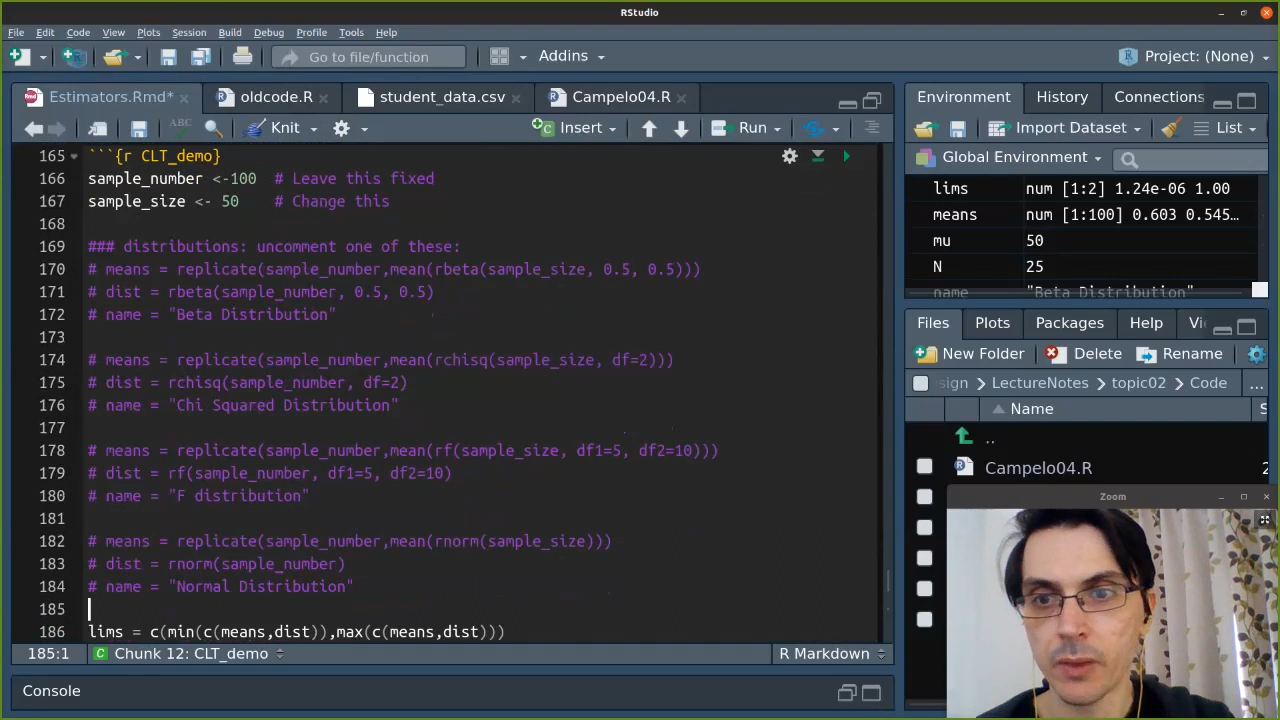 RStudio
File Edit Code View Plots Session Build Debug Profile Tools Help
Go to file/function Addins Project: (None)
Estimators.Rmd* oldcode.R student_data.csv Campelo04.R
ABC Knit Insert Run
165 ```{r CLT_demo}
166 sample_number <-100 # Leave this fixed
167 sample_size <- 50 # Change this
168
169 ### distributions: uncomment one of these:
170 # means = replicate(sample_number,mean(rbeta(sample_size, 0.5, 0.5)))
171 # dist = rbeta(sample_number, 0.5, 0.5)
172 # name = "Beta Distribution"
173
174 # means = replicate(sample_number,mean(rchisq(sample_size, df=2)))
175 # dist = rchisq(sample_number, df=2)
176 # name = "Chi Squared Distribution"
177
178 # means = replicate(sample_number,mean(rf(sample_size, df1=5, df2=10)))
179 # dist = rf(sample_number, df1=5, df2=10)
180 # name = "F distribution"
181
182 # means = replicate(sample_number,mean(rnorm(sample_size)))
183 # dist = rnorm(sample_number)
184 # name = "Normal Distribution"
185
186 lims = c(min(c(means,dist)),max(c(means,dist)))
185:1 Chunk 12: CLT_demo R Markdown
Console
Environment History Connections
Import Dataset List
Global Environment
lims num [1:2] 1.24e-06 1.00
means num [1:100] 0.603 0.545…
mu 50
N 25
name "Beta Distribution"
Files Plots Packages Help Vi
New Folder Delete Rename
sign LectureNotes topic02 Code ...
Name S
..
Campelo04.R 2
Zoom